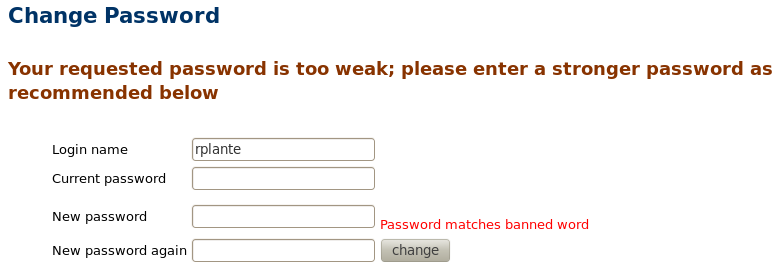 Change Password
Your requested password is too weak; please enter a stronger password as
recommended below
Login name rplante
Current password
New password Password matches banned word
New password again change